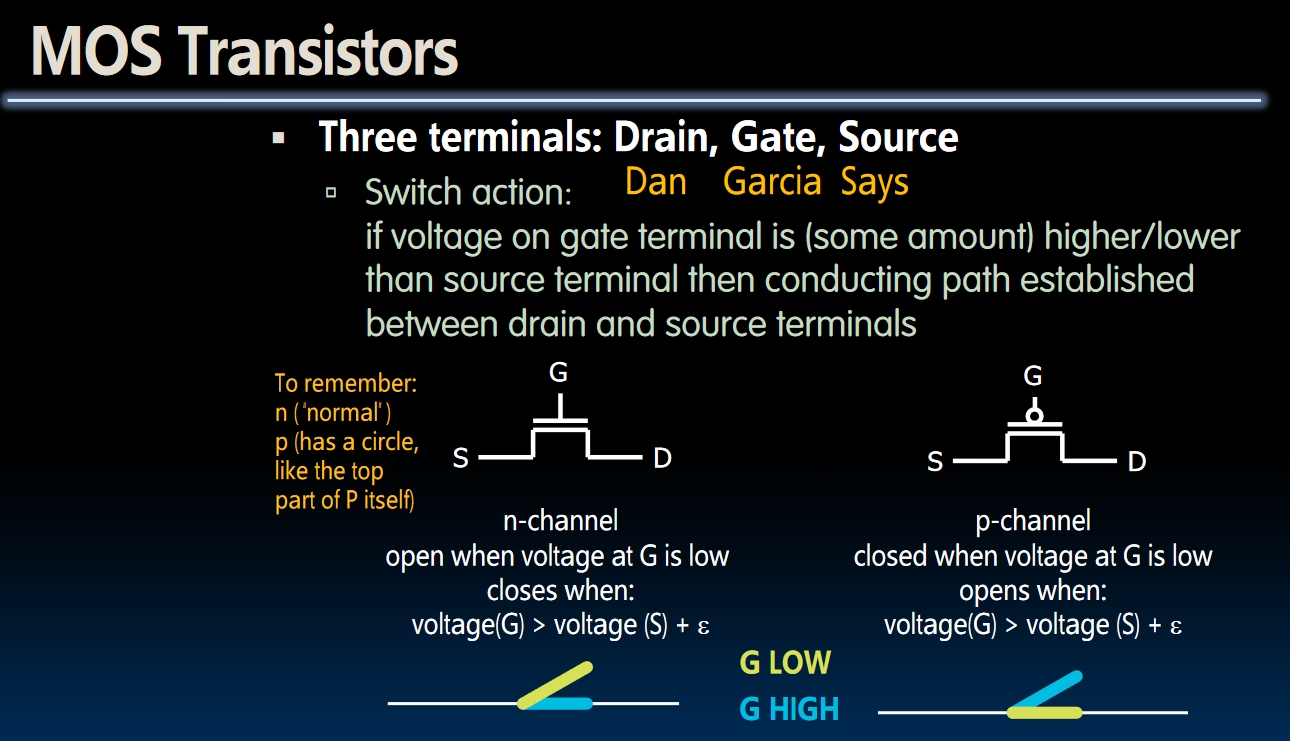 MOS Transistors
▪ Three terminals: Drain, Gate, Source
Dan Garcia Says
▫ Switch action:
if voltage on gate terminal is (some amount) higher/lower
than source terminal then conducting path established
between drain and source terminals
To remember:
n ('normal')
p (has a circle,
like the top
part of P itself)
G
S
D
n-channel
open when voltage at G is low
closes when:
voltage(G) > voltage (S) + ε
G
S
D
p-channel
closed when voltage at G is low
opens when:
voltage(G) > voltage (S) + ε
G LOW
G HIGH